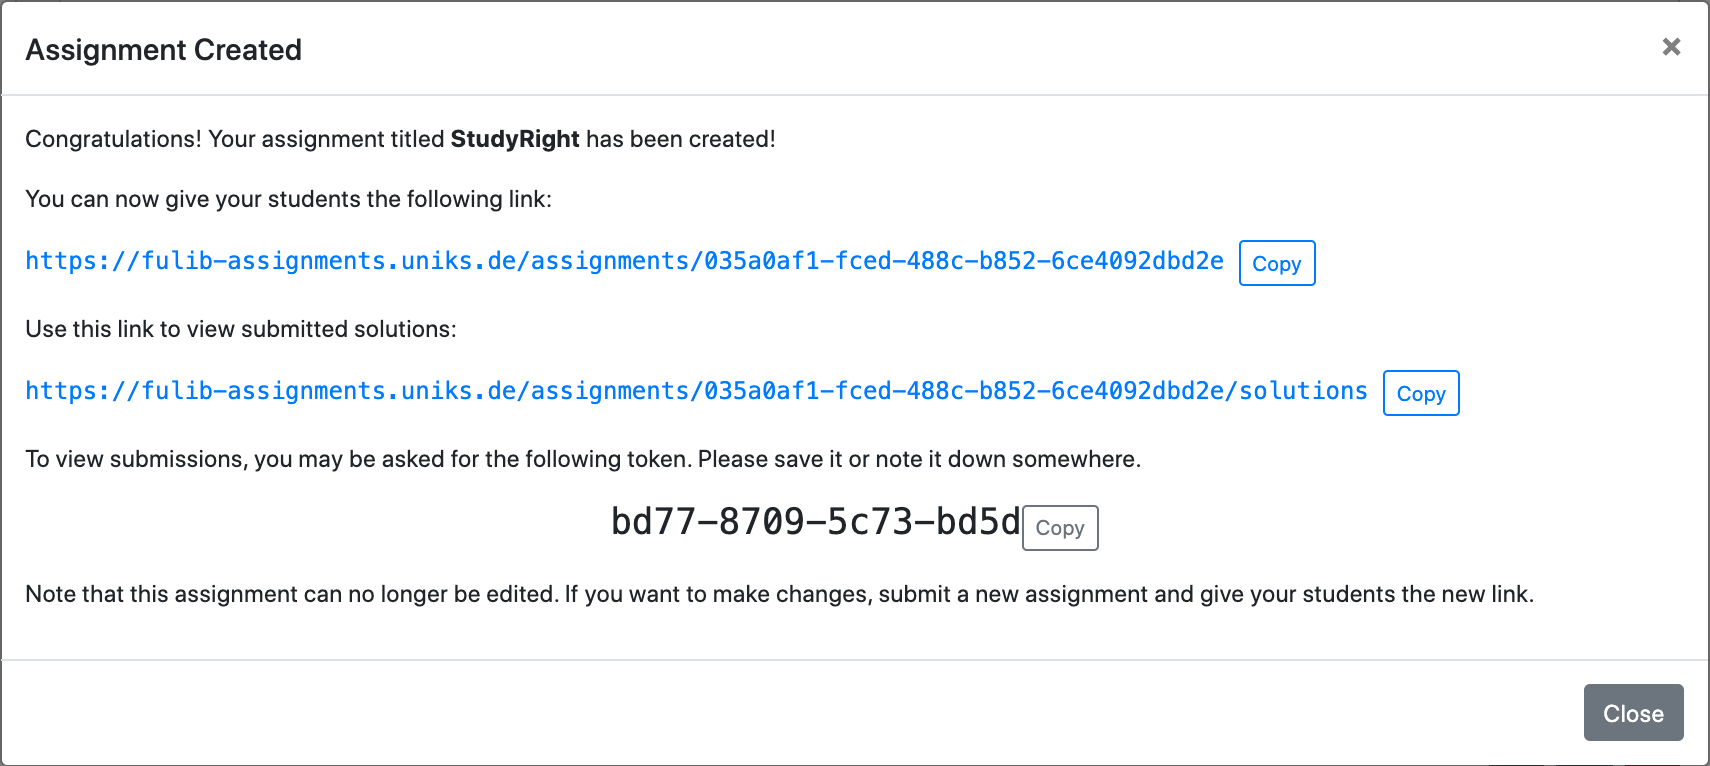 Assignment Created ×
Congratulations! Your assignment titled StudyRight has been created!
You can now give your students the following link:
https://fulib-assignments.uniks.de/assignments/035a0af1-fced-488c-b852-6ce4092dbd2e Copy
Use this link to view submitted solutions:
https://fulib-assignments.uniks.de/assignments/035a0af1-fced-488c-b852-6ce4092dbd2e/solutions Copy
To view submissions, you may be asked for the following token. Please save it or note it down somewhere.
bd77-8709-5c73-bd5d Copy
Note that this assignment can no longer be edited. If you want to make changes, submit a new assignment and give your students the new link.
Close